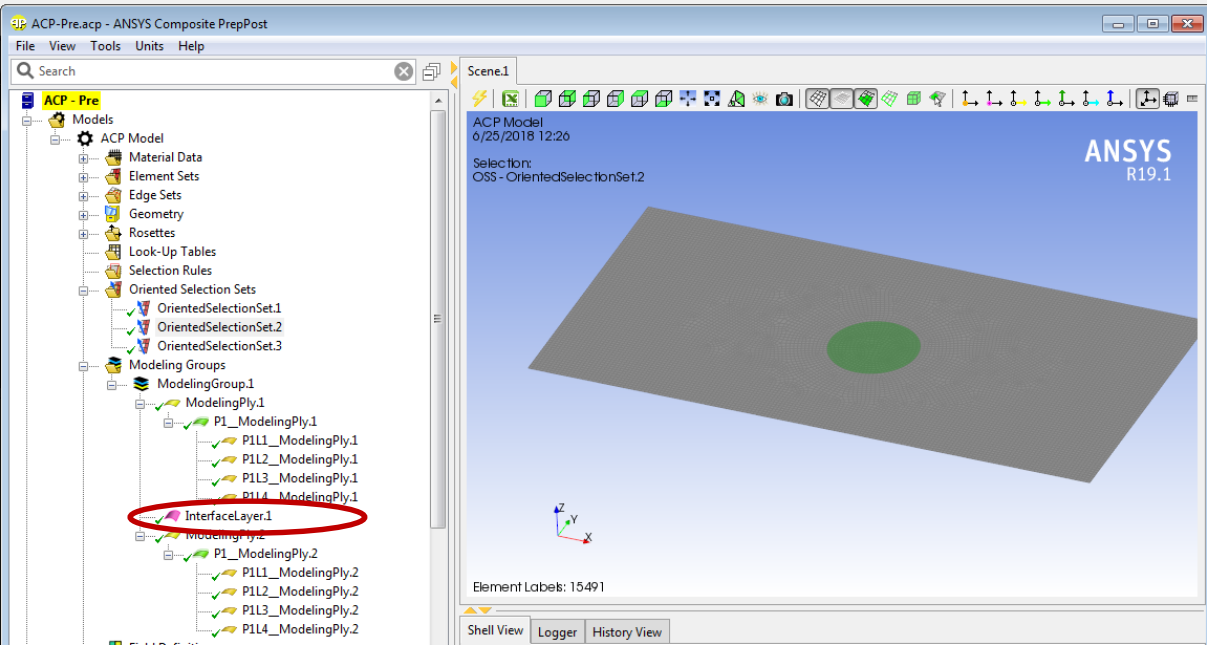 ACP-Pre.acp - ANSYS Composite PrepPost
File View Tools Units Help
Search
ACP - Pre
Models
ACP Model
Material Data
Element Sets
Edge Sets
Geometry
Rosettes
Look-Up Tables
Selection Rules
Oriented Selection Sets
OrientedSelectionSet.1
OrientedSelectionSet.2
OrientedSelectionSet.3
Modeling Groups
ModelingGroup.1
ModelingPly.1
P1__ModelingPly.1
P1L1__ModelingPly.1
P1L2__ModelingPly.1
P1L3__ModelingPly.1
P1L4__ModelingPly.1
InterfaceLayer.1
ModelingPly.2
P1__ModelingPly.2
P1L1__ModelingPly.2
P1L2__ModelingPly.2
P1L3__ModelingPly.2
P1L4__ModelingPly.2
Scene.1
ACP Model
6/25/2018 12:26
Selection:
OSS - OrientedSelectionSet.2
ANSYS
R19.1
Z
Y
X
Element Labels: 15491
Shell View Logger History View